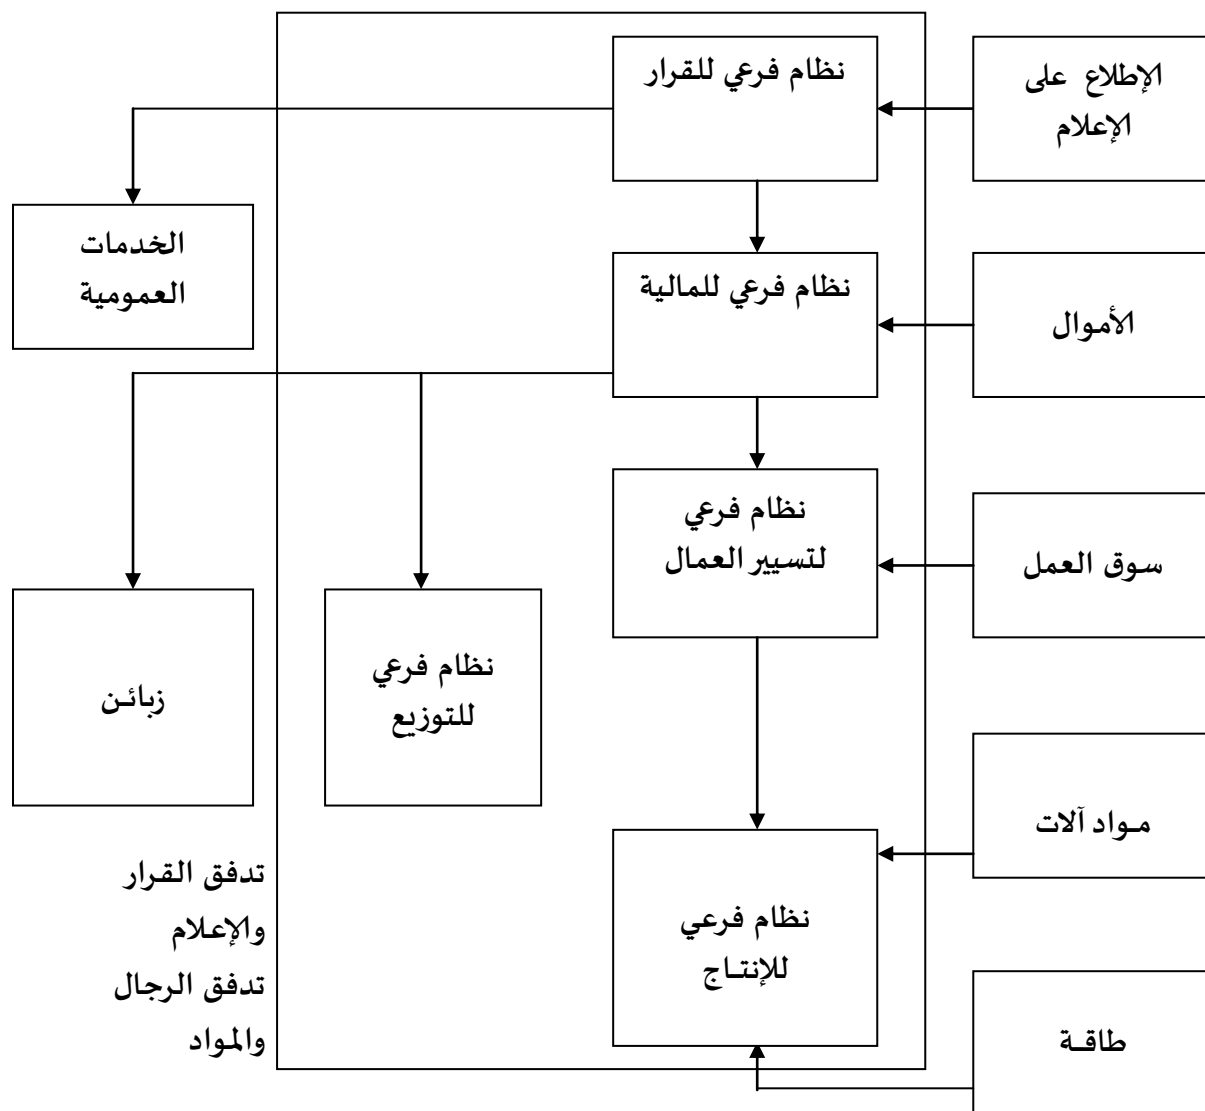 نظام فرعي للقرار
الإطلاع على
الإعلام
الخدمات
العمومية
نظام فرعي للمالية
الأموال
نظام فرعي
لتسيير العمال
سوق العمل
زبائن
نظام فرعي
للتوزيع
مواد آلات
تدفق القرار
والإعلام
تدفق الرجال
والمواد
نظام فرعي
للإنتاج
طاقة